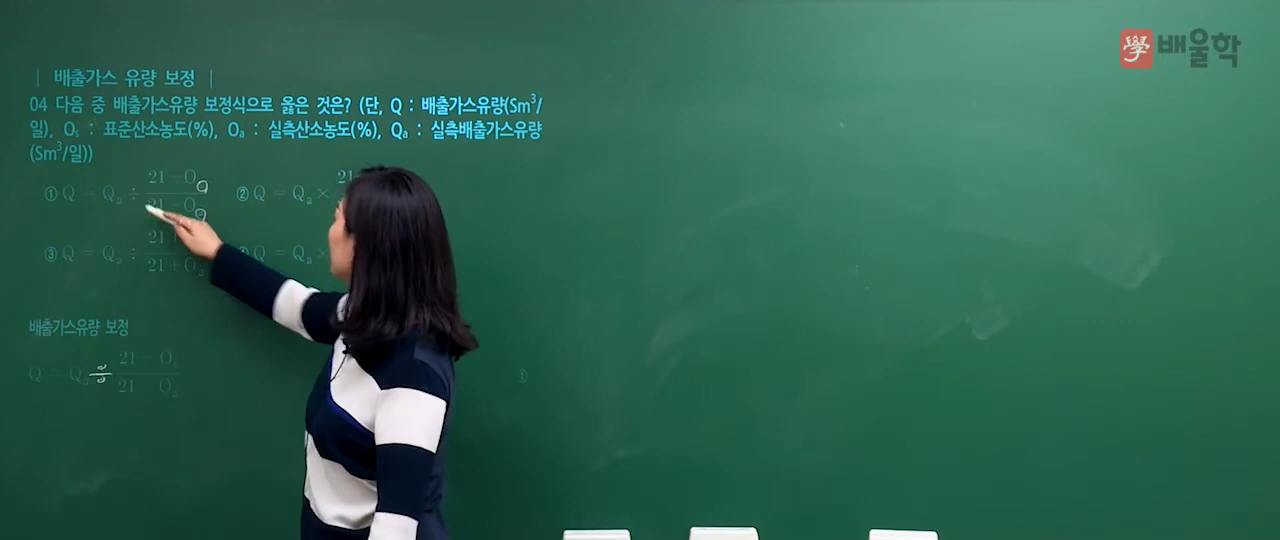 學 배울학
| 배출가스 유량 보정 |
04 다음 중 배출가스유량 보정식으로 옳은 것은? (단, Q : 배출가스유량(Sm³/
일), Oₛ : 표준산소농도(%), Oₐ : 실측산소농도(%), Qₐ : 실측배출가스유량
(Sm³/일))
① Q = Qₐ ÷ 21 - O / 21 - O ② Q = Qₐ × 21
③ Q = Qₐ ÷ 21 / 21 + O Q = Qₐ ×
배출가스유량 보정
Q = Qₐ ÷ 21 - Oₛ / 21 - Oₐ
①